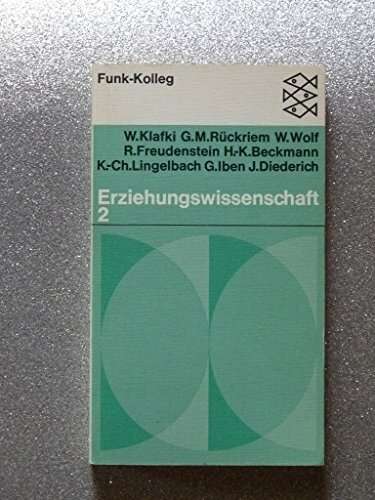 Funk-Kolleg
W.Klafki G.M.Rückriem W.Wolf
R.Freudenstein H.-K.Beckmann
K.-Ch.Lingelbach G.Iben J.Diederich
Erziehungswissenschaft
2